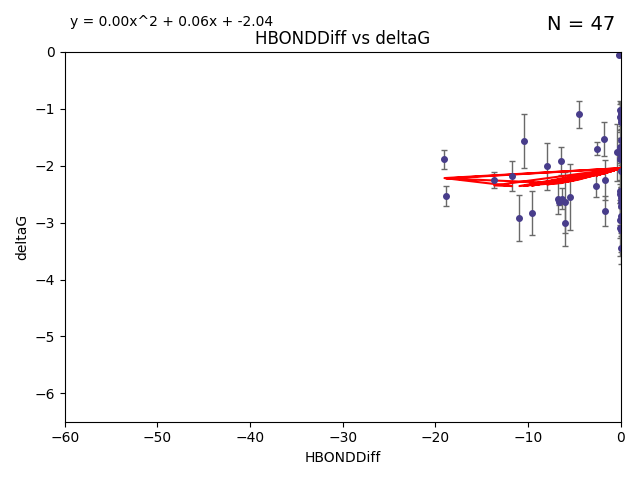 y = 0.00x^2 + 0.06x + -2.04
N = 47
HBONDDiff vs deltaG
0
−1
−2
−3
−4
−5
−6
deltaG
−60 −50 −40 −30 −20 −10 0
HBONDDiff